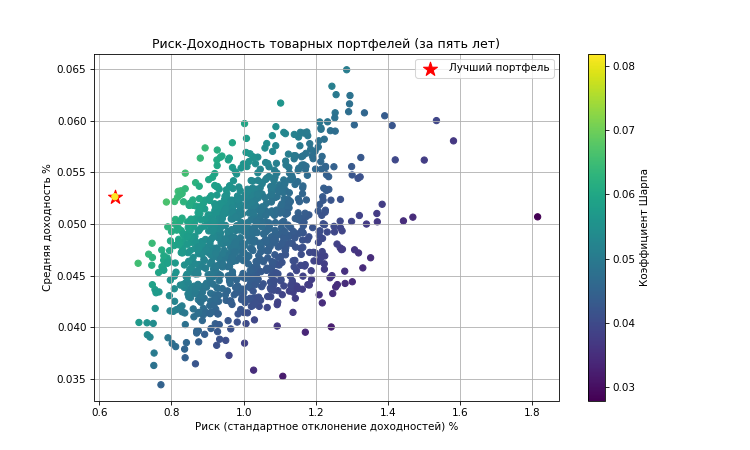 Риск-Доходность товарных портфелей (за пять лет)
Лучший портфель
Средняя доходность %
0.065
0.060
0.055
0.050
0.045
0.040
0.035
0.6 0.8 1.0 1.2 1.4 1.6 1.8
Риск (стандартное отклонение доходностей) %
0.08
0.07
0.06
0.05
0.04
0.03
Коэффициент Шарпа